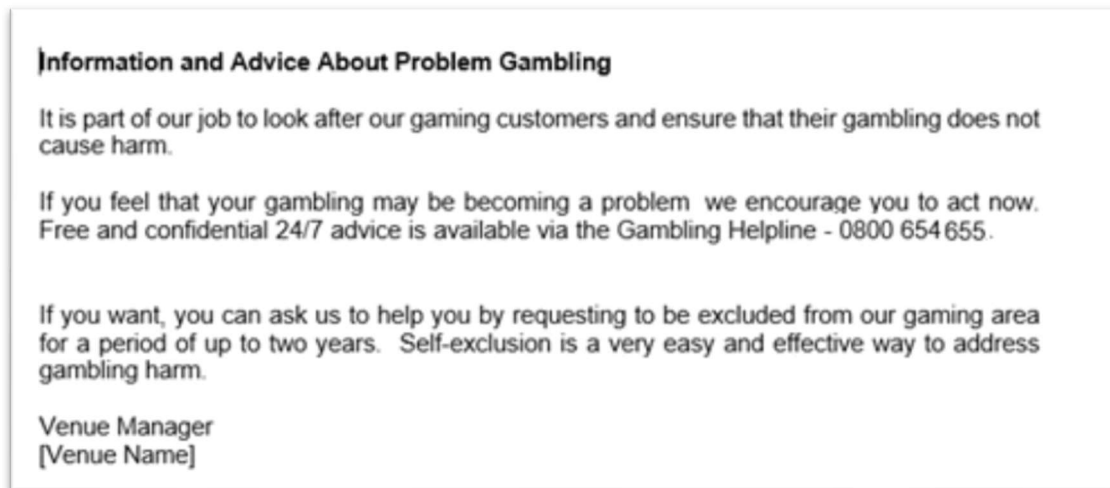 Information and Advice About Problem Gambling
It is part of our job to look after our gaming customers and ensure that their gambling does not
cause harm.
If you feel that your gambling may be becoming a problem we encourage you to act now.
Free and confidential 24/7 advice is available via the Gambling Helpline - 0800 654 655.
If you want, you can ask us to help you by requesting to be excluded from our gaming area
for a period of up to two years. Self-exclusion is a very easy and effective way to address
gambling harm.
Venue Manager
[Venue Name]